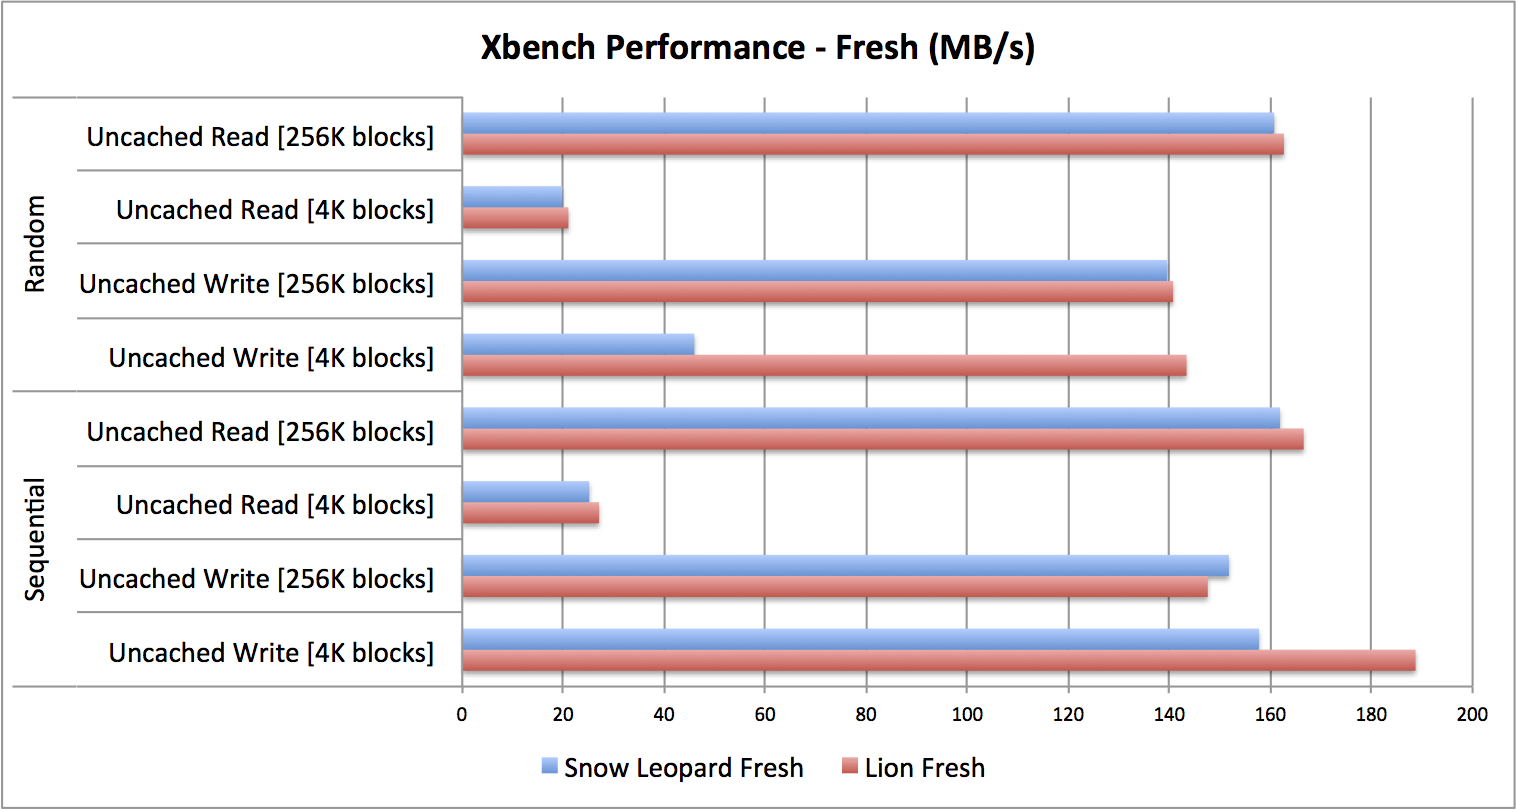 Xbench Performance - Fresh (MB/s)
Random
Uncached Read [256K blocks]
Uncached Read [4K blocks]
Uncached Write [256K blocks]
Uncached Write [4K blocks]
Sequential
Uncached Read [256K blocks]
Uncached Read [4K blocks]
Uncached Write [256K blocks]
Uncached Write [4K blocks]
0 20 40 60 80 100 120 140 160 180 200
Snow Leopard Fresh Lion Fresh